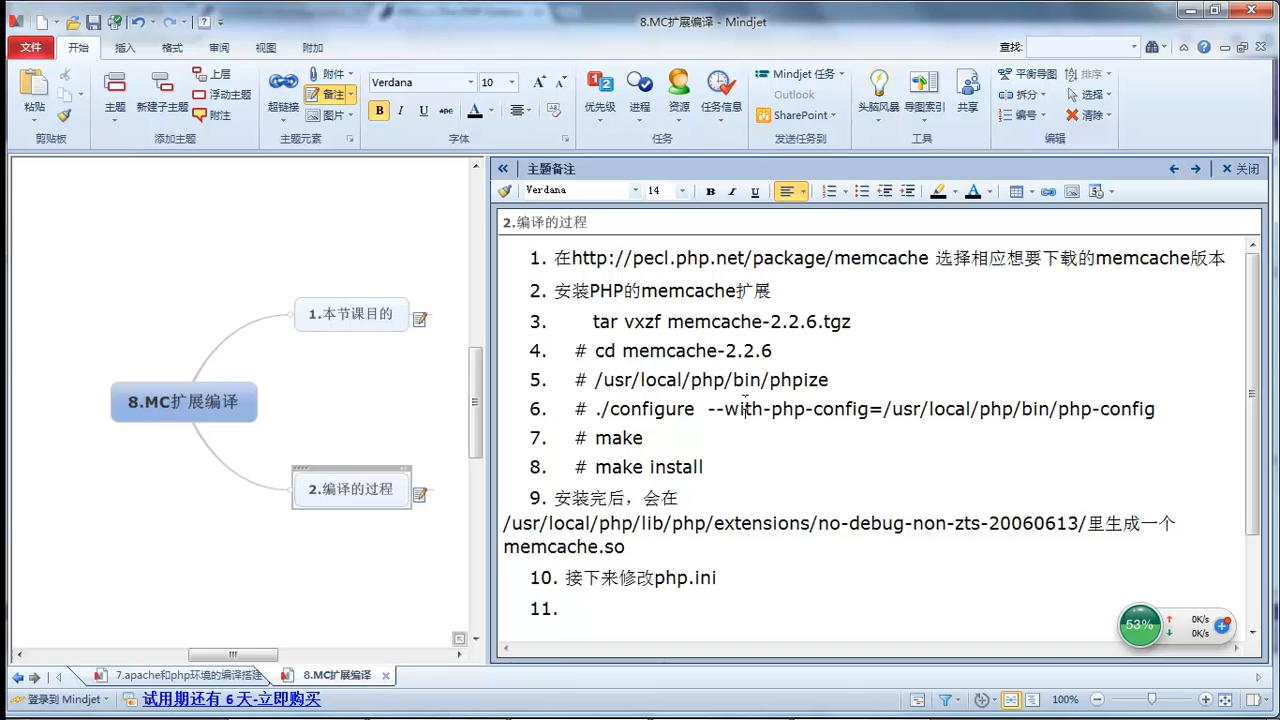 8.MC扩展编译 - Mindjet
文件 开始 插入 格式 审阅 视图 附加 查找:
粘贴 剪贴板
主题 新建子主题 上层 浮动主题 附注 添加主题
超链接 附件 备注 图片 主题元素
Verdana 10 B I U abc A 字体
优先级 进程 资源 任务信息 任务
Mindjet 任务 Outlook SharePoint 发送任务到
头脑风暴 导图索引 共享 工具
平衡导图 排序 拆分 选择 编号 清除 编辑
1.本节课目的
8.MC扩展编译
2.编译的过程
主题备注 关闭
Verdana 14 B I U A
2.编译的过程
1. 在http://pecl.php.net/package/memcache 选择相应想要下载的memcache版本
2. 安装PHP的memcache扩展
3. tar vxzf memcache-2.2.6.tgz
4. # cd memcache-2.2.6
5. # /usr/local/php/bin/phpize
6. # ./configure --with-php-config=/usr/local/php/bin/php-config
7. # make
8. # make install
9. 安装完后，会在
/usr/local/php/lib/php/extensions/no-debug-non-zts-20060613/里生成一个
memcache.so
10. 接下来修改php.ini
11.
53% 0K/s
0K/s
7.apache和php环境的编译搭建 8.MC扩展编译
登录到 Mindjet 试用期还有 6 天-立即购买 100%